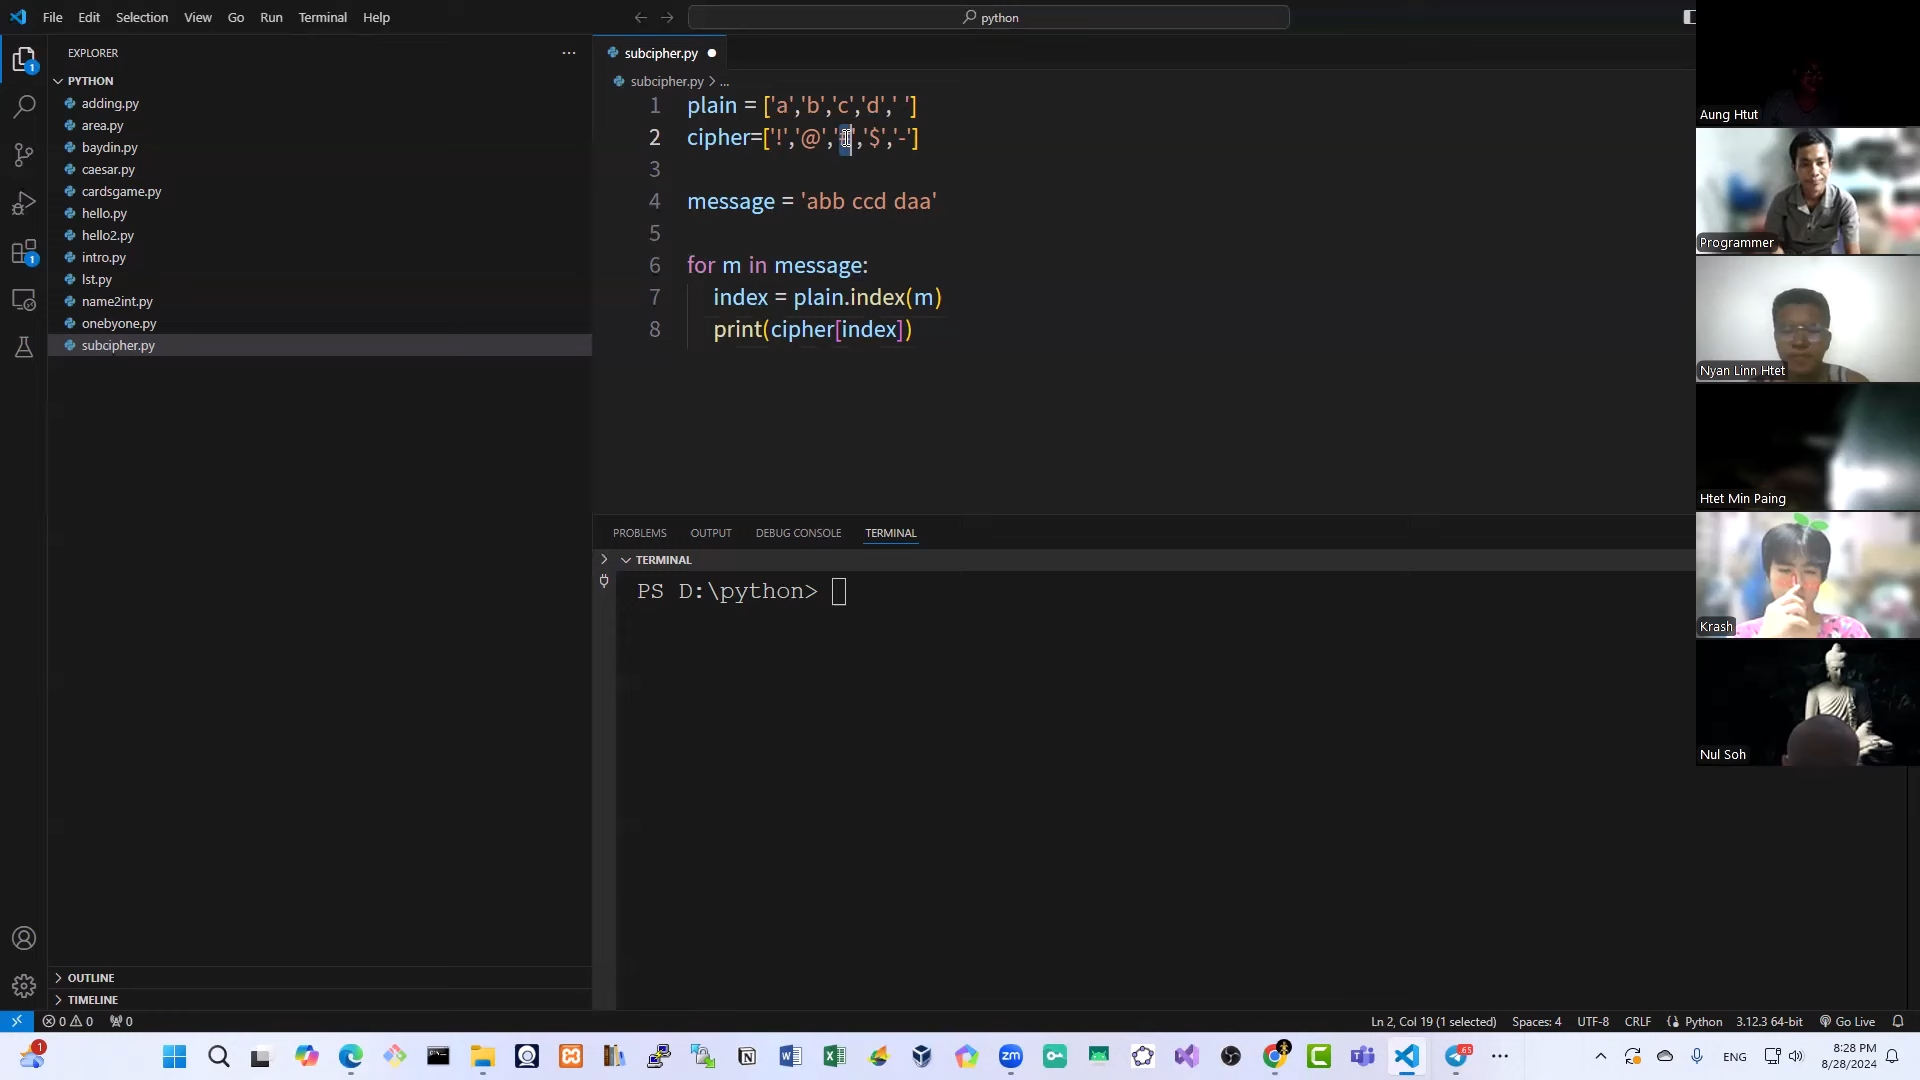 File Edit Selection View Go Run Terminal Help
python
EXPLORER
PYTHON
adding.py
area.py
baydin.py
caesar.py
cardsgame.py
hello.py
hello2.py
intro.py
lst.py
name2int.py
onebyone.py
subcipher.py
OUTLINE
TIMELINE
subcipher.py
subcipher.py > ...
1 plain = ['a','b','c','d',' ']
2 cipher=['!','@',' ','$','-']
3
4 message = 'abb ccd daa'
5
6 for m in message:
7 index = plain.index(m)
8 print(cipher[index])
PROBLEMS OUTPUT DEBUG CONSOLE TERMINAL
TERMINAL
PS D:\python>
Aung Htut
Programmer
Nyan Linn Htet
Htet Min Paing
Krash
Nul Soh
0 0 0
Ln 2, Col 19 (1 selected) Spaces: 4 UTF-8 CRLF Python 3.12.3 64-bit Go Live
ENG
8:28 PM
8/28/2024